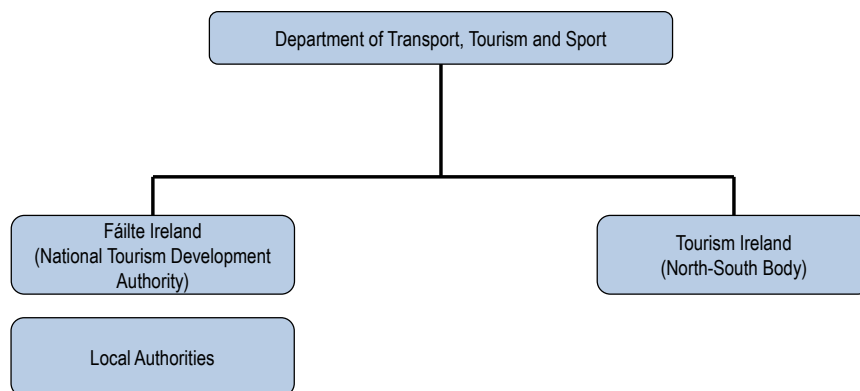 Department of Transport, Tourism and Sport
Fáilte Ireland
(National Tourism Development
Authority)
Tourism Ireland
(North-South Body)
Local Authorities